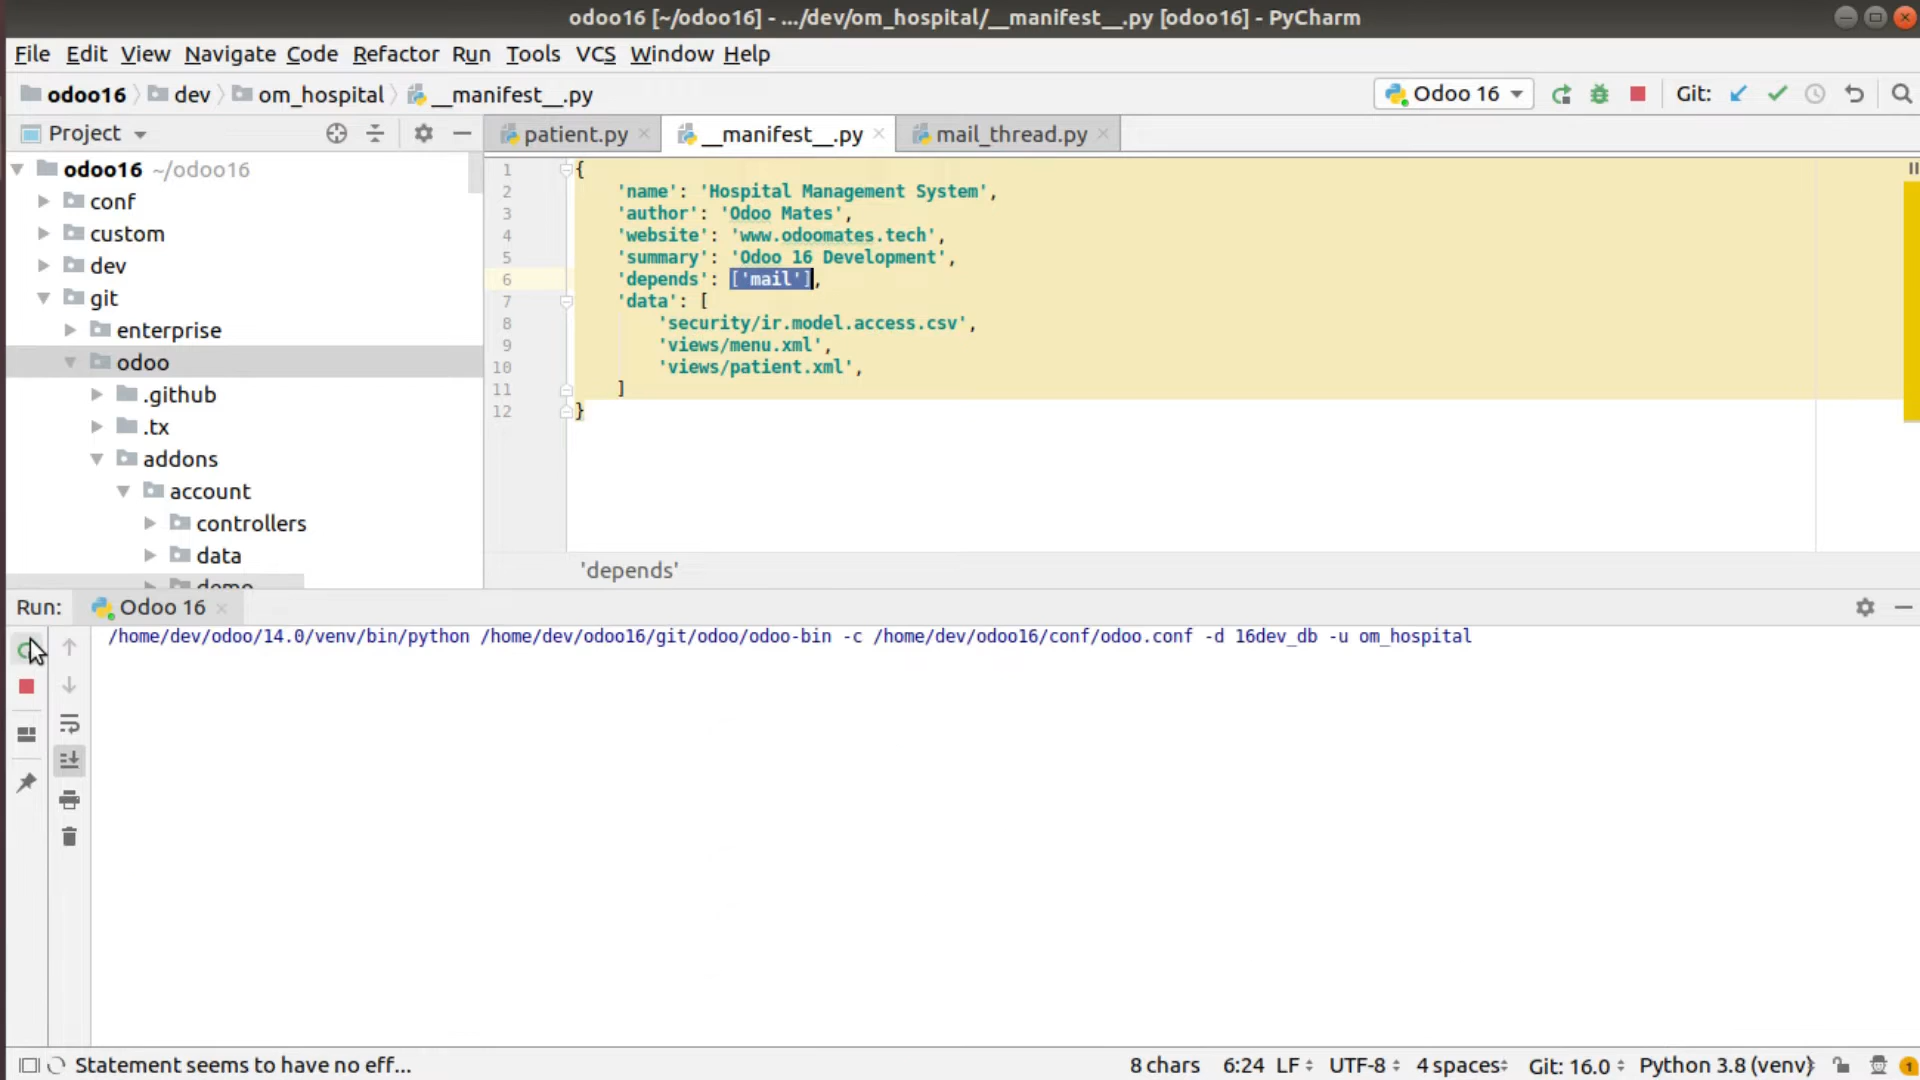 odoo16 [~/odoo16] - .../dev/om_hospital/__manifest__.py [odoo16] - PyCharm
File Edit View Navigate Code Refactor Run Tools VCS Window Help
odoo16 dev om_hospital __manifest__.py Odoo 16 Git:
Project patient.py __manifest__.py mail_thread.py
odoo16 ~/odoo16
conf
custom
dev
git
enterprise
odoo
.github
.tx
addons
account
controllers
data
demo
1 {
2 'name': 'Hospital Management System',
3 'author': 'Odoo Mates',
4 'website': 'www.odoomates.tech',
5 'summary': 'Odoo 16 Development',
6 'depends': ['mail'],
7 'data': [
8 'security/ir.model.access.csv',
9 'views/menu.xml',
10 'views/patient.xml',
11 ]
12 }
'depends'
Run: Odoo 16
/home/dev/odoo/14.0/venv/bin/python /home/dev/odoo16/git/odoo/odoo-bin -c /home/dev/odoo16/conf/odoo.conf -d 16dev_db -u om_hospital
Statement seems to have no eff... 8 chars 6:24 LF UTF-8 4 spaces Git: 16.0 Python 3.8 (venv) 1